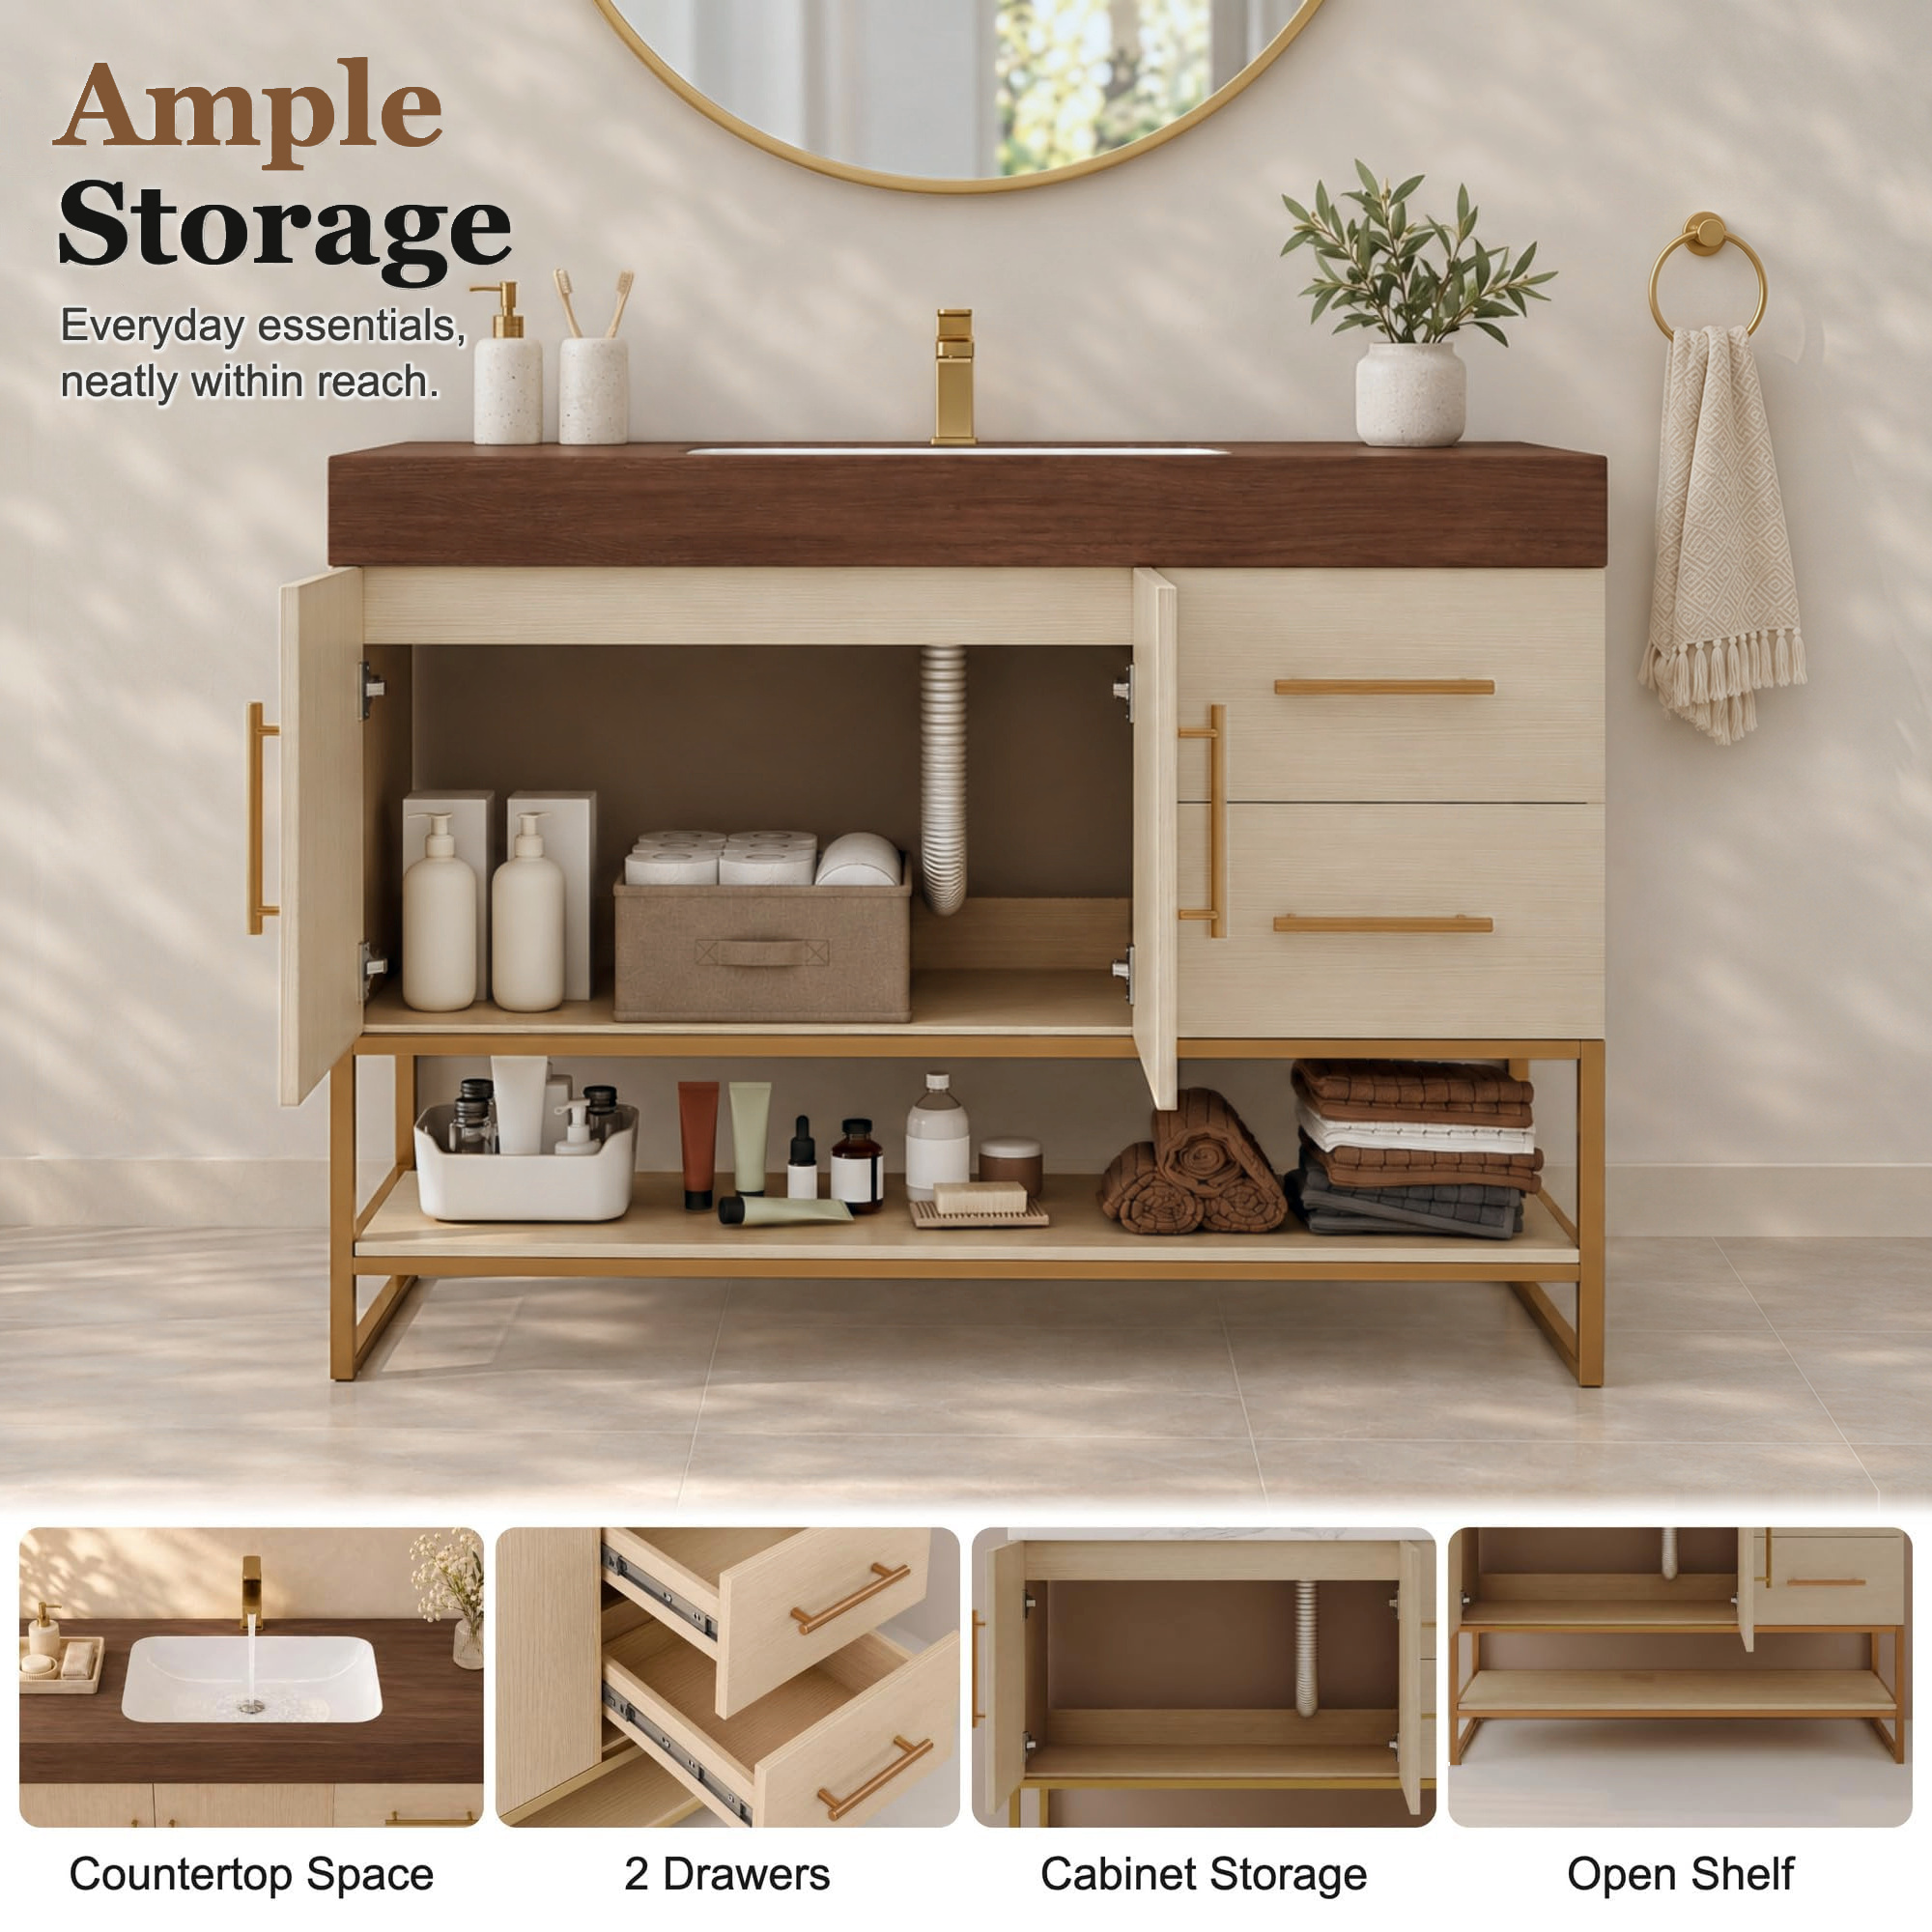 Ample
Storage
Everyday essentials,
neatly within reach.
Countertop Space
2 Drawers
Cabinet Storage
Open Shelf